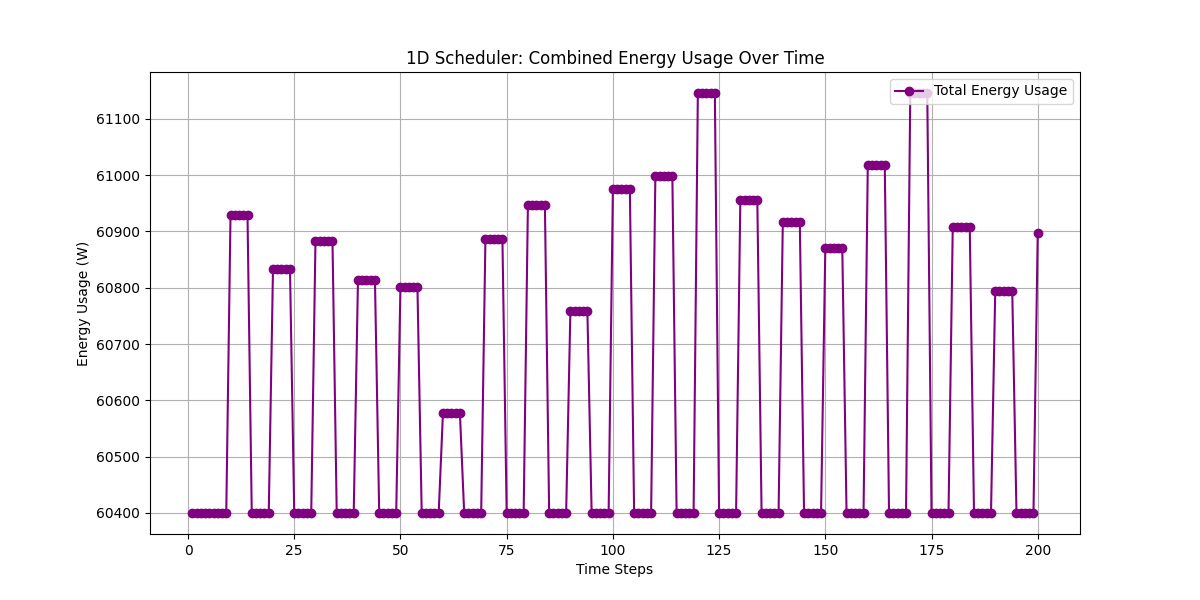 1D Scheduler: Combined Energy Usage Over Time
Total Energy Usage
Energy Usage (W)
61100
61000
60900
60800
60700
60600
60500
60400
0 25 50 75 100 125 150 175 200
Time Steps